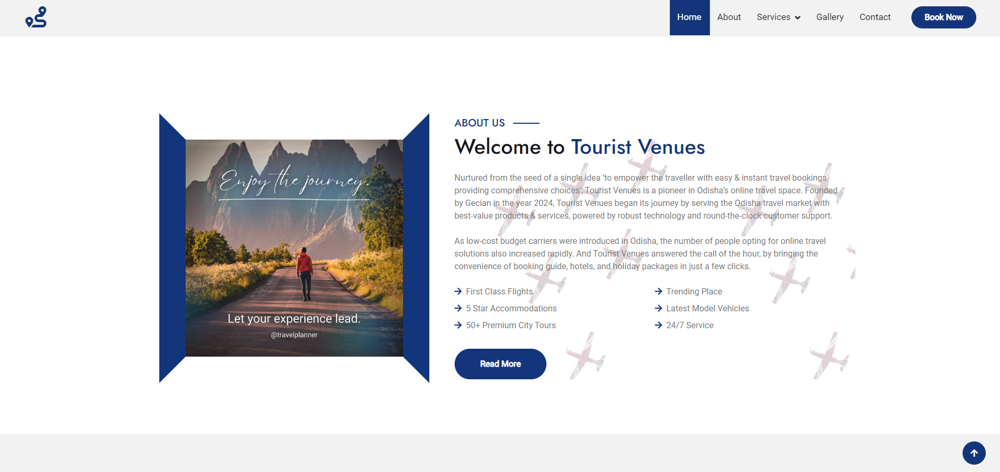 Home
About
Services
Gallery
Contact
Book Now
Enjoy the journey.
Let your experience lead.
@travelplanner
ABOUT US
Welcome to Tourist Venues
Nurtured from the seed of a single idea ‘to empower the traveller with easy & instant travel bookings
providing comprehensive choices’, Tourist Venues is a pioneer in Odisha’s online travel space. Founded
by Gecian in the year 2024, Tourist Venues began its journey by serving the Odisha travel market with
best-value products & services, powered by robust technology and round-the-clock customer support.
As low-cost budget carriers were introduced in Odisha, the number of people opting for online travel
solutions also increased rapidly. And Tourist Venues answered the call of the hour, by bringing the
convenience of booking guide, hotels, and holiday packages in just a few clicks.
First Class Flights
Trending Place
5 Star Accommodations
Latest Model Vehicles
50+ Premium City Tours
24/7 Service
Read More